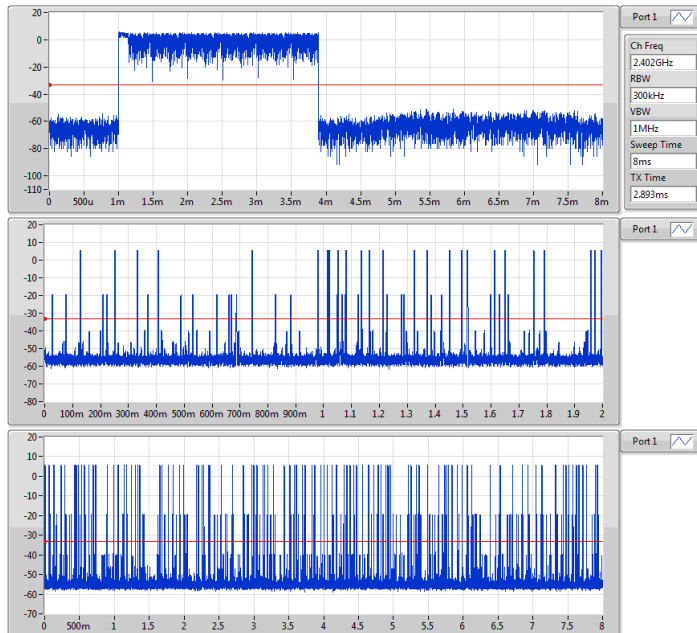 20
0
-20
-40
-60
-80
-100
-110
0 500u 1m 1.5m 2m 2.5m 3m 3.5m 4m 4.5m 5m 5.5m 6m 6.5m 7m 7.5m 8m
Port 1
Ch Freq
2.402GHz
RBW
300kHz
VBW
1MHz
Sweep Time
8ms
TX Time
2.893ms
20
10
0
-10
-20
-30
-40
-50
-60
-70
-80
0 100m 200m 300m 400m 500m 600m 700m 800m 900m 1 1.1 1.2 1.3 1.4 1.5 1.6 1.7 1.8 1.9 2
Port 1
20
10
0
-10
-20
-30
-40
-50
-60
-70
0 500m 1 1.5 2 2.5 3 3.5 4 4.5 5 5.5 6 6.5 7 7.5 8
Port 1